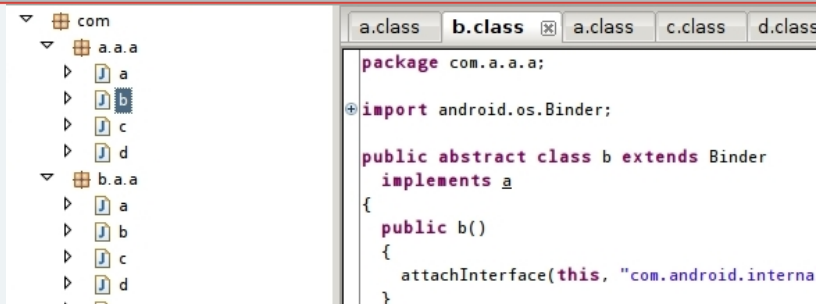 com
a.a.a
a
b
c
d
b.a.a
a
b
c
d
a.class b.class a.class c.class d.class
package com.a.a.a;
import android.os.Binder;
public abstract class b extends Binder
implements a
{
public b()
{
attachInterface(this, "com.android.interna
}